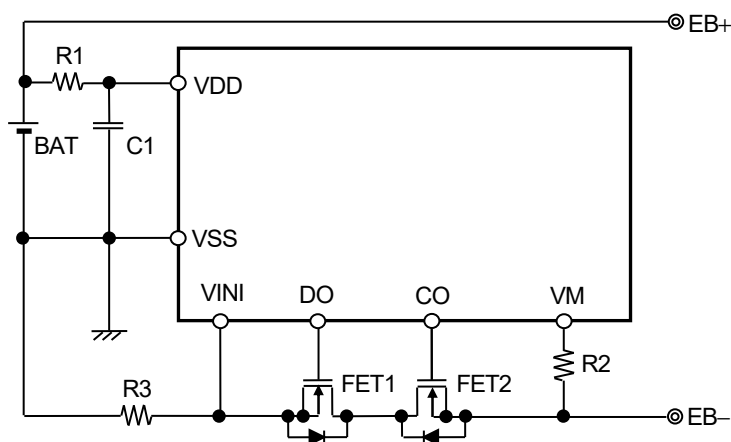 EB+
R1
VDD
BAT
C1
VSS
VINI
DO
CO
VM
R3
FET1
FET2
R2
EB−